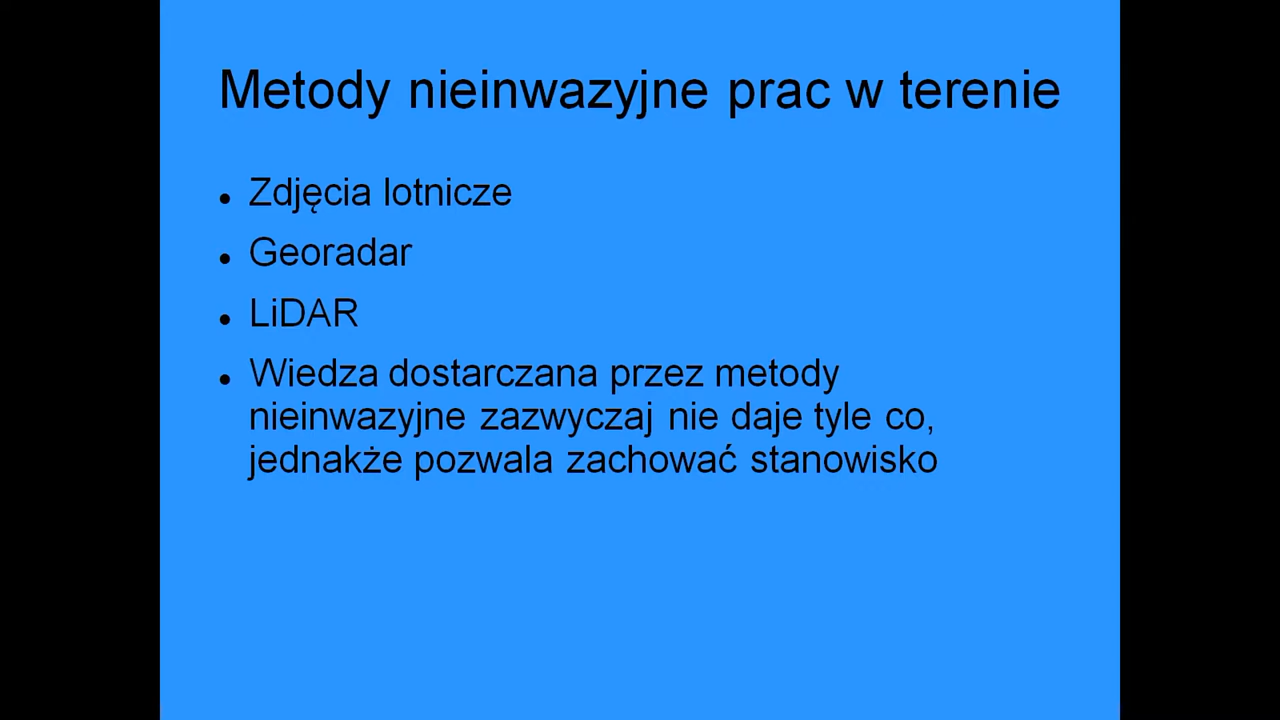 Metody nieinwazyjne prac w terenie
● Zdjęcia lotnicze
● Georadar
● LiDAR
● Wiedza dostarczana przez metody
nieinwazyjne zazwyczaj nie daje tyle co,
jednakże pozwala zachować stanowisko